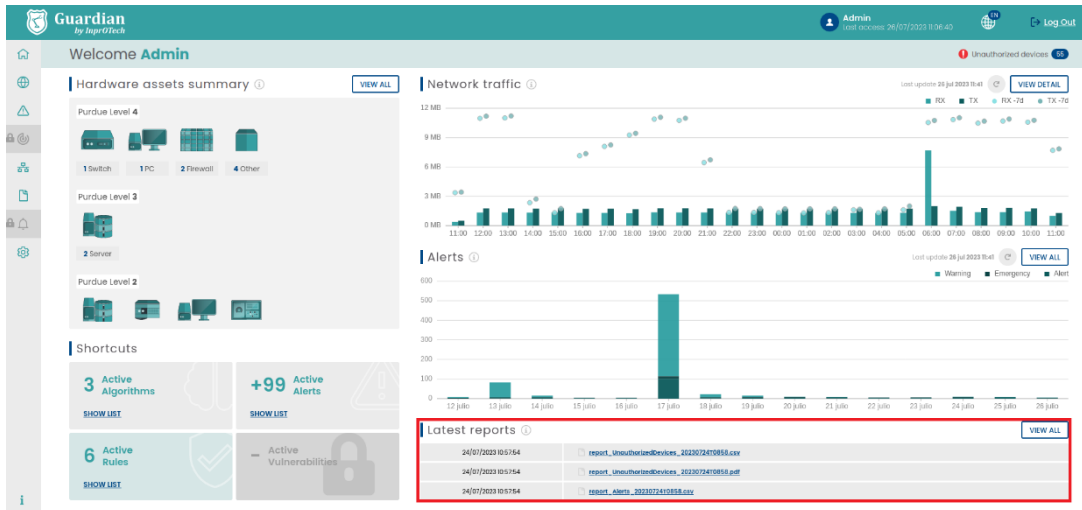 Guardian
by InprOTech
Admin
Last access: 26/07/2023 11:06:40
EN
Log Out
Welcome Admin
Unauthorized devices 55
Hardware assets summary
VIEW ALL
Purdue Level 4
1 Switch
1 PC
2 Firewall
4 Other
Purdue Level 3
2 Server
Purdue Level 2
Shortcuts
3 Active Algorithms
SHOW LIST
+99 Active Alerts
SHOW LIST
6 Active Rules
SHOW LIST
- Active Vulnerabilities
Network traffic
Last update 26 jul 2023 11:41
VIEW DETAIL
RX TX RX -7d TX -7d
12 MB
9 MB
6 MB
3 MB
0 MB
11:00 12:00 13:00 14:00 15:00 16:00 17:00 18:00 19:00 20:00 21:00 22:00 23:00 00:00 01:00 02:00 03:00 04:00 05:00 06:00 07:00 08:00 09:00 10:00 11:00
Alerts
Last update 26 jul 2023 11:41
VIEW ALL
Warning Emergency Alert
600
500
400
300
200
100
0
12 julio 13 julio 14 julio 15 julio 16 julio 17 julio 18 julio 19 julio 20 julio 21 julio 22 julio 23 julio 24 julio 25 julio 26 julio
Latest reports
VIEW ALL
24/07/2023 10:57:54 report_UnauthorizedDevices_20230724T0858.csv
24/07/2023 10:57:54 report_UnauthorizedDevices_20230724T0858.pdf
24/07/2023 10:57:54 report_Alerts_20230724T0858.csv
i